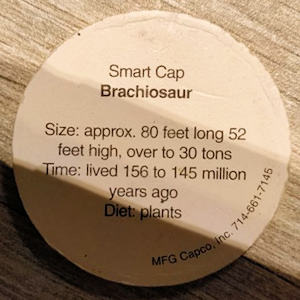 Smart Cap
Brachiosaur
Size: approx. 80 feet long 52
feet high, over to 30 tons
Time: lived 156 to 145 million
years ago
Diet: plants
MFG Capco, Inc. 714-661-7145